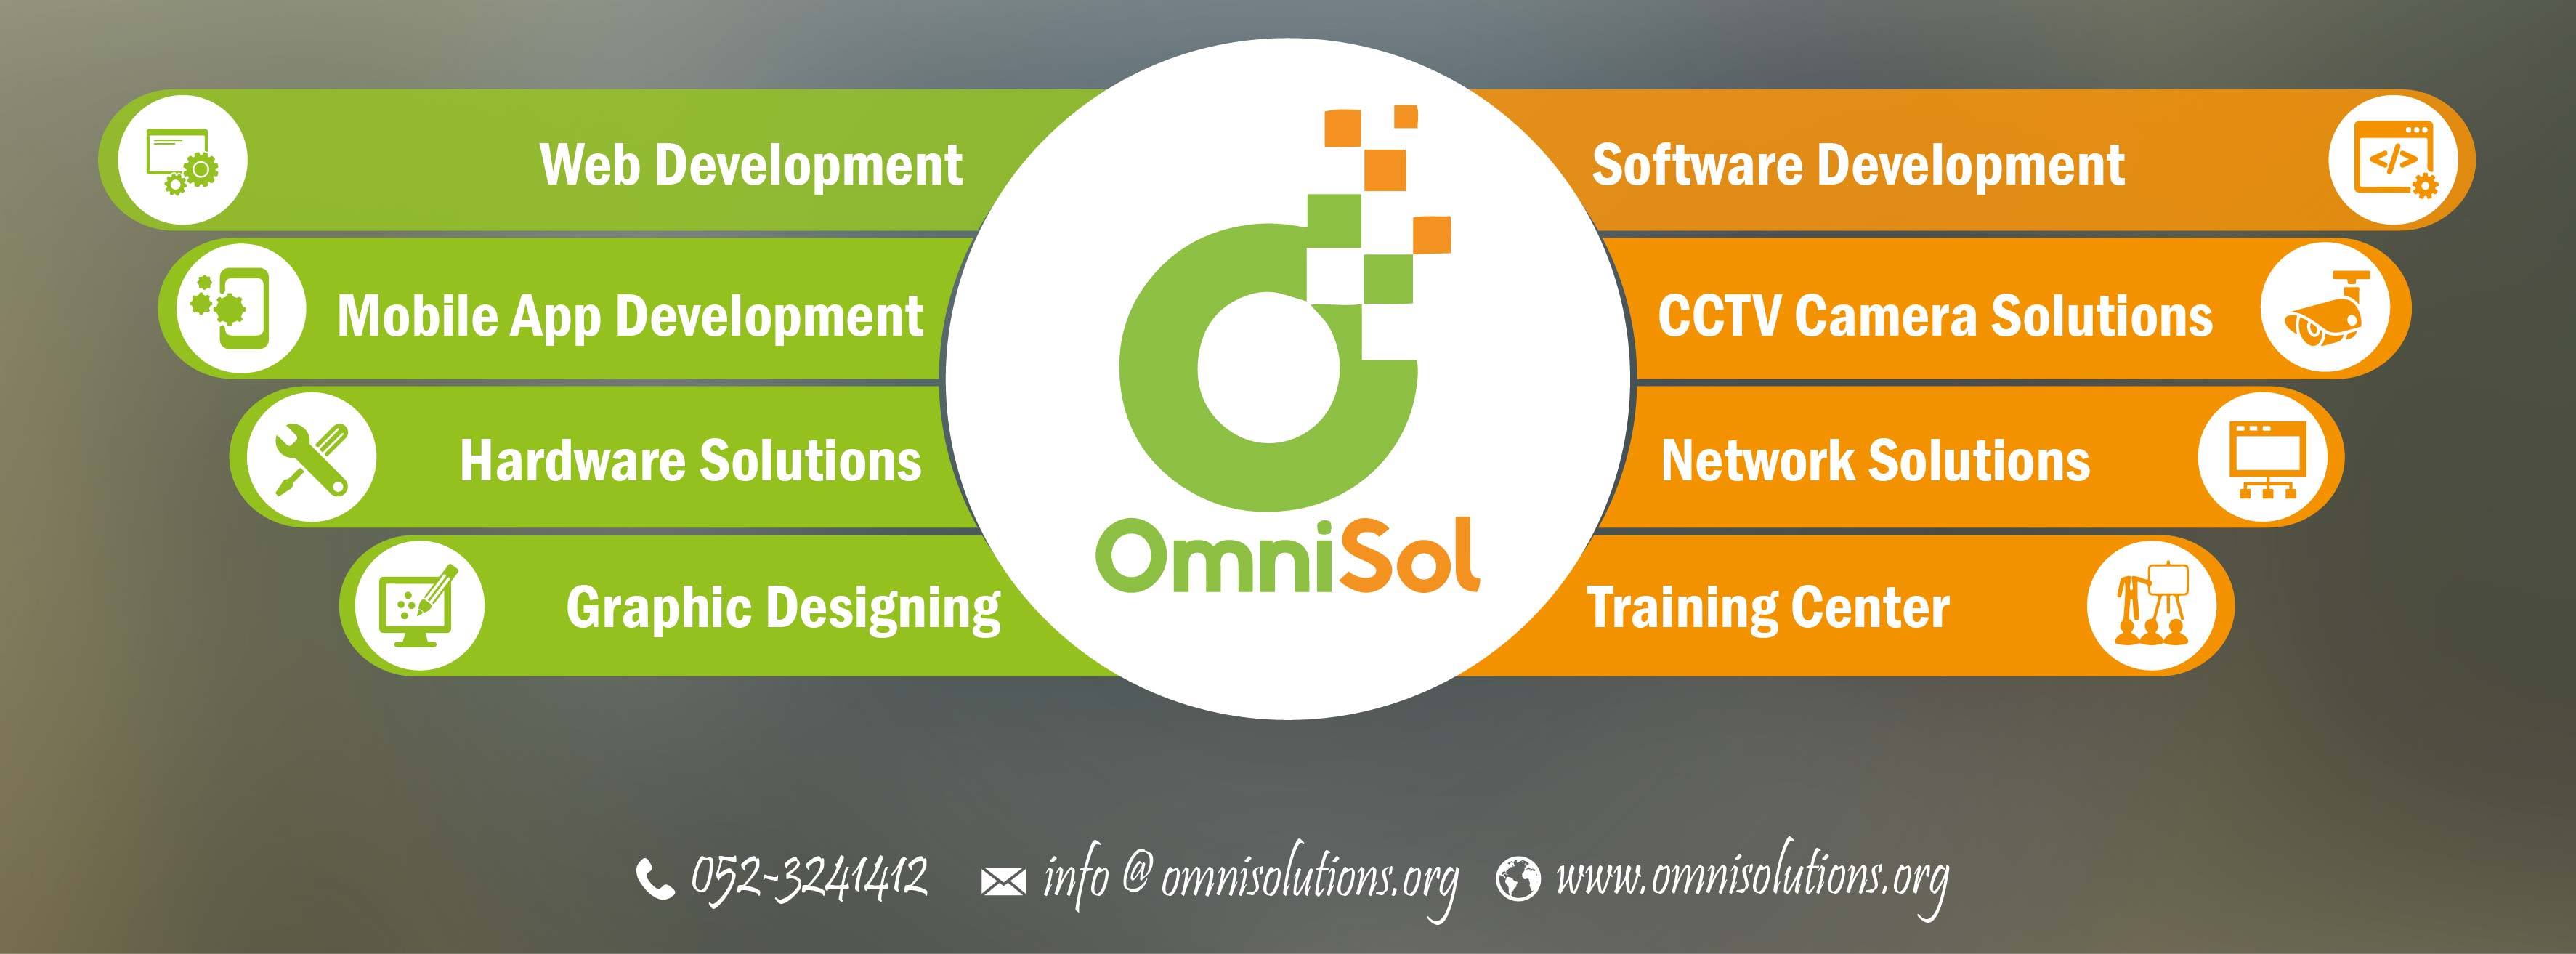 Web Development
Mobile App Development
Hardware Solutions
Graphic Designing
OmniSol
Software Development
</>
CCTV Camera Solutions
Network Solutions
Training Center
052-3241412
info @ omnisolutions.org
www.omnisolutions.org